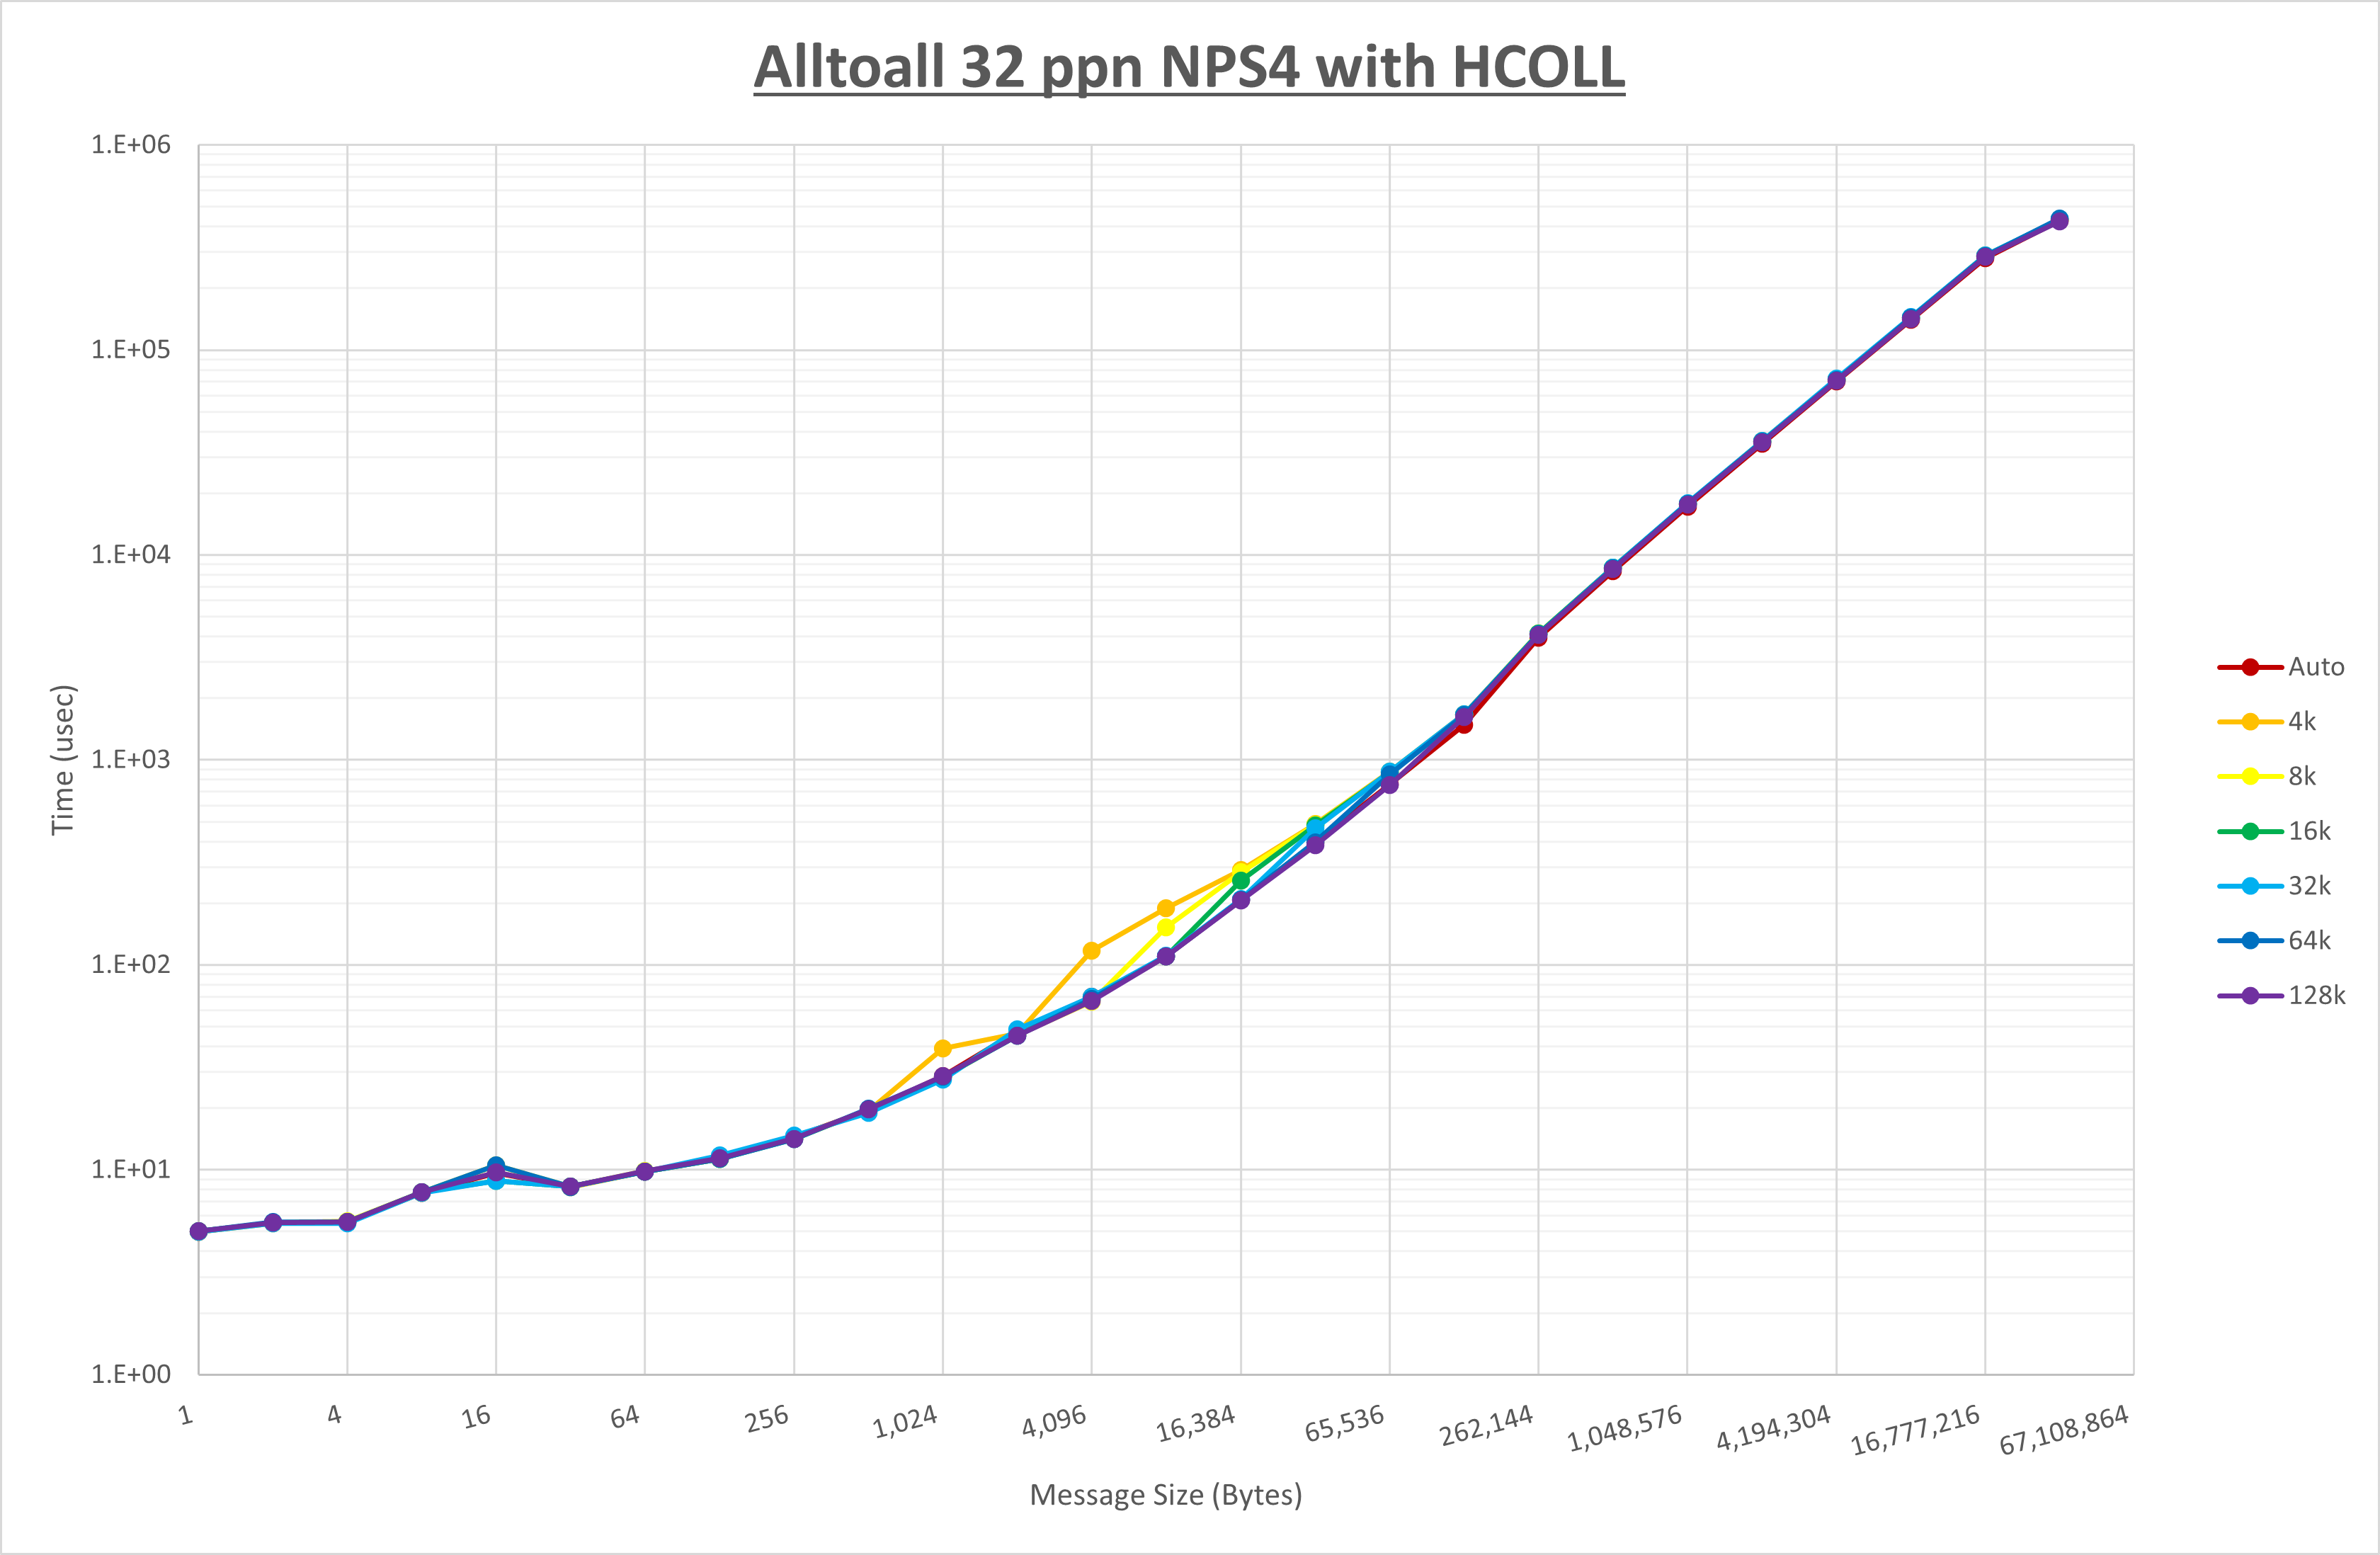 Alltoall 32 ppn NPS4 with HCOLL
1.E+06
1.E+05
1.E+04
1.E+03
1.E+02
1.E+01
1.E+00
Time (usec)
1
4
16
64
256
1,024
4,096
16,384
65,536
262,144
1,048,576
4,194,304
16,777,216
67,108,864
Message Size (Bytes)
Auto
4k
8k
16k
32k
64k
128k